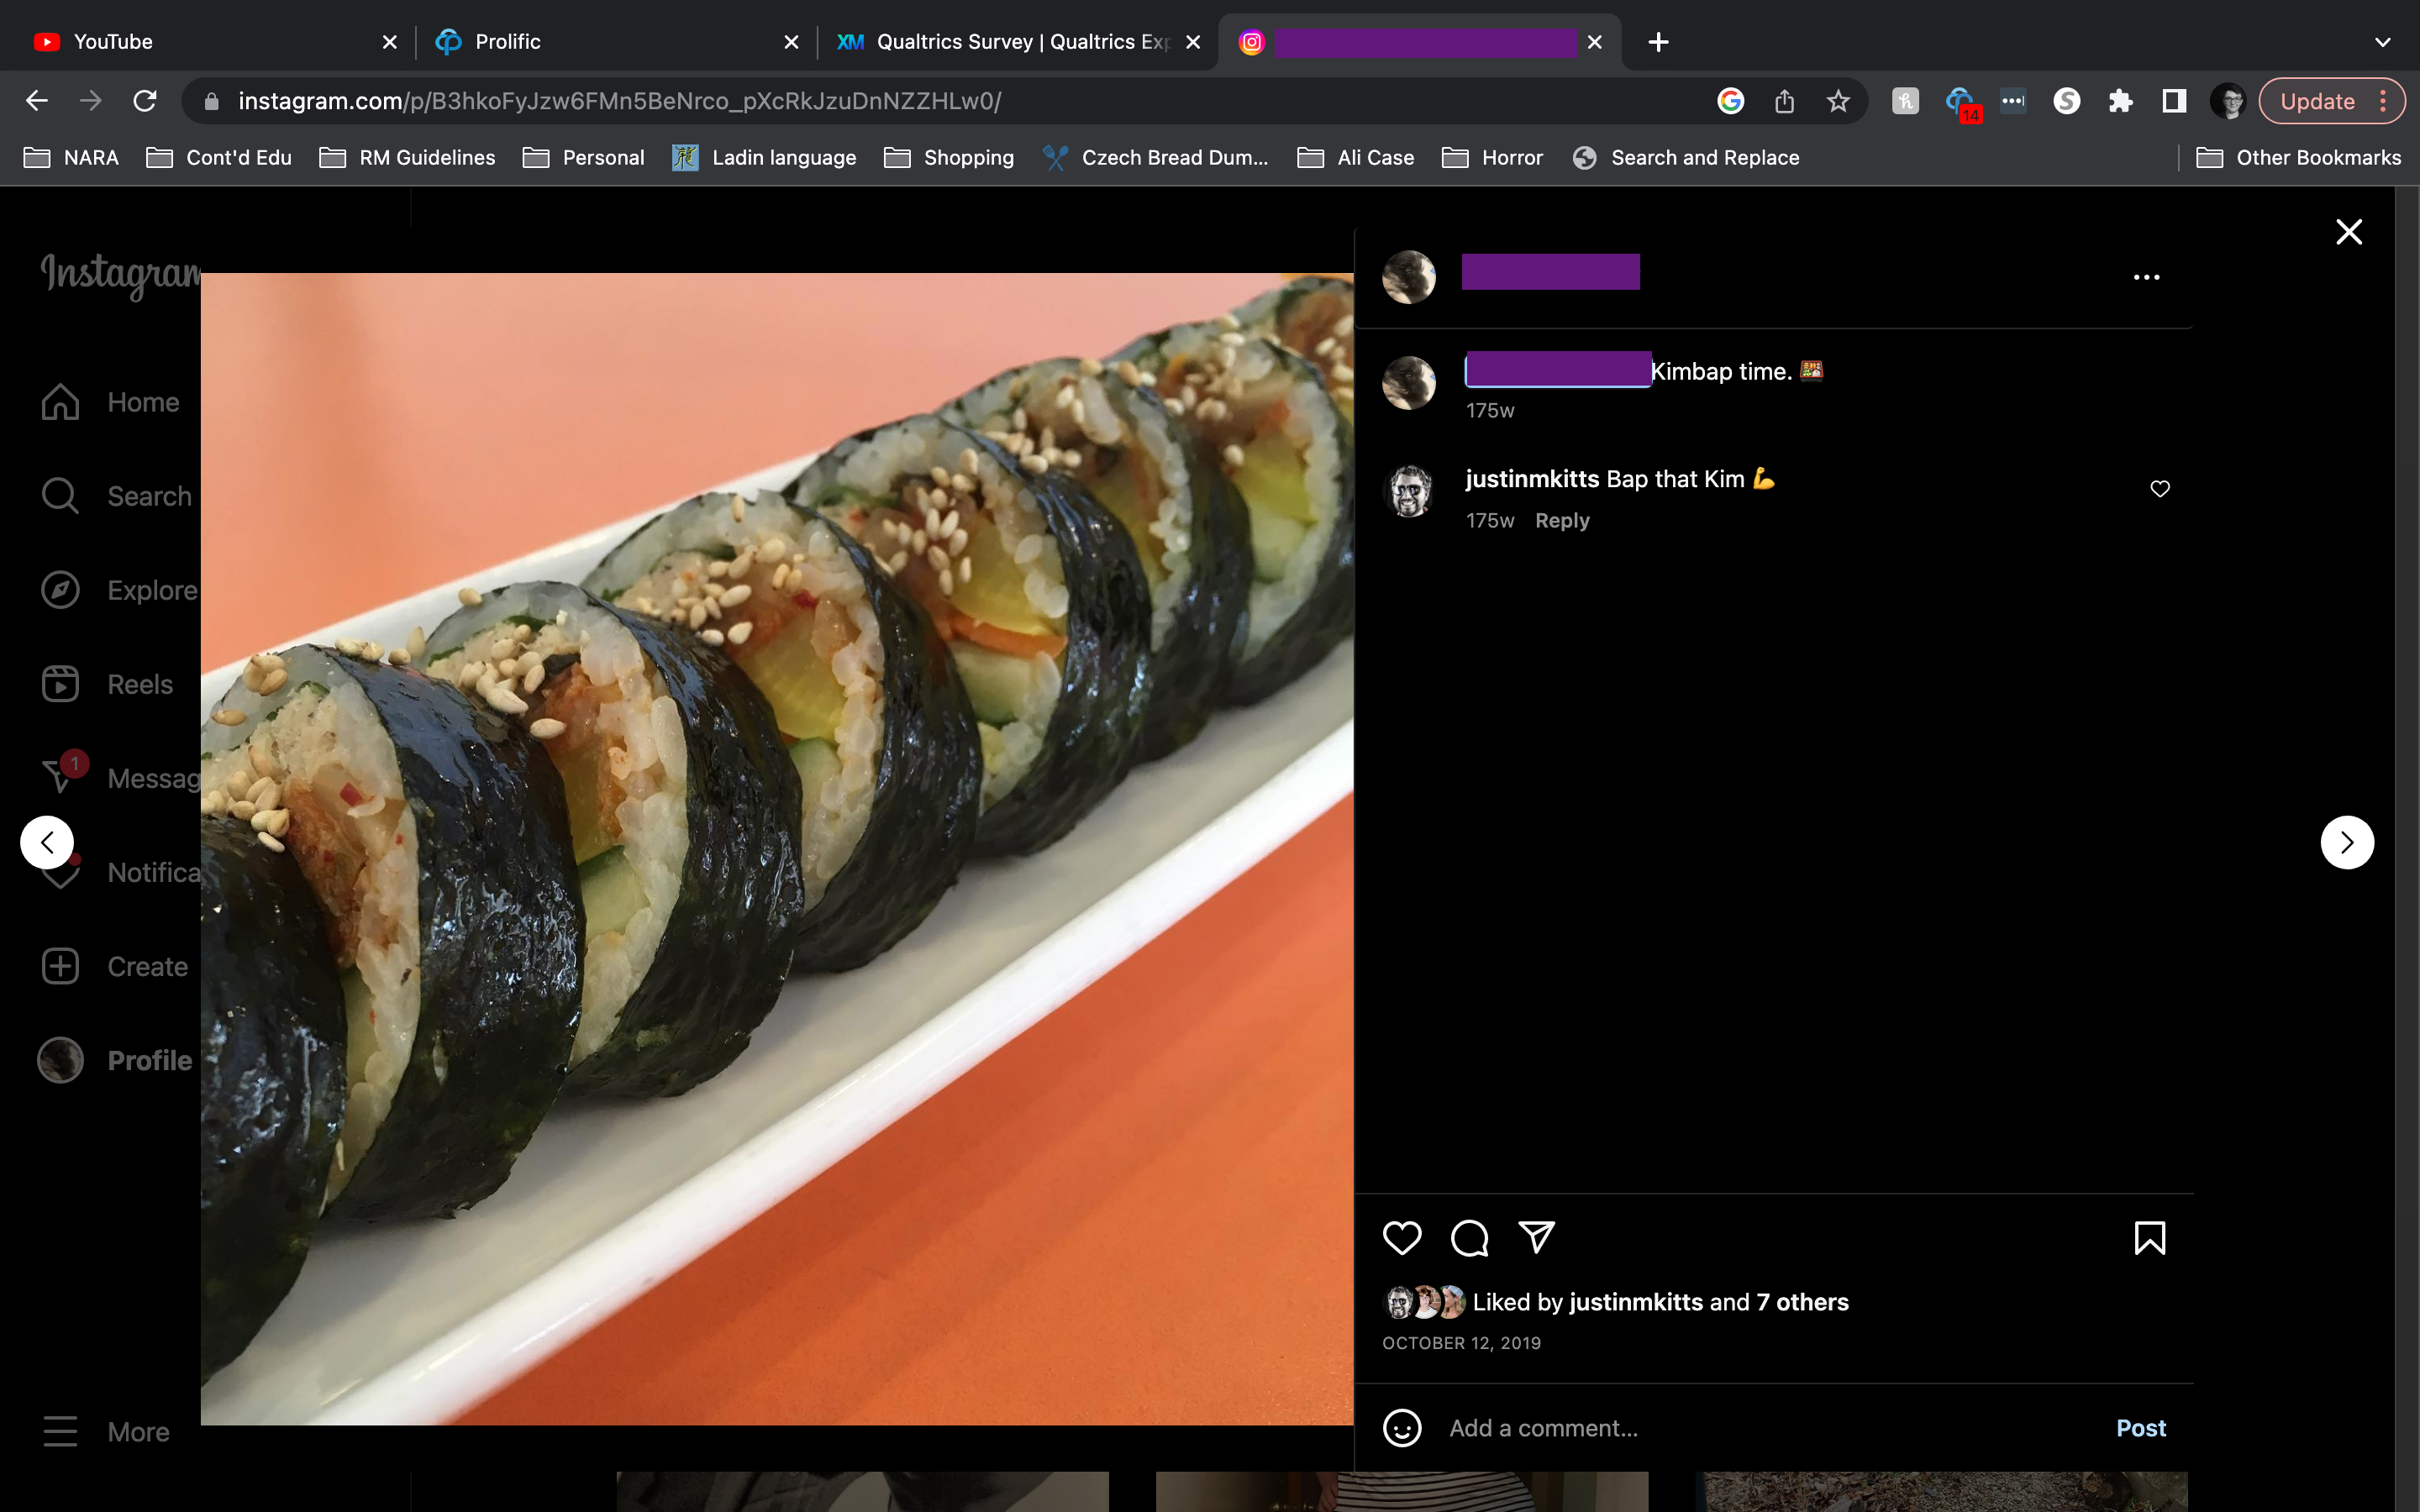 YouTube
Prolific
Qualtrics Survey | Qualtrics Exp
instagram.com/p/B3hkoFyJzw6FMn5BeNrco_pXcRkJzuDnNZZHLw0/
14
Update
NARA
Cont'd Edu
RM Guidelines
Personal
Ladin language
Shopping
Czech Bread Dum...
Ali Case
Horror
Search and Replace
Other Bookmarks
Instagram
Home
Search
Explore
Reels
1
Messag
Notifica
Create
Profile
More
Kimbap time. 🍱
175w
justinmkitts Bap that Kim 💪
175w Reply
Liked by justinmkitts and 7 others
OCTOBER 12, 2019
Add a comment...
Post